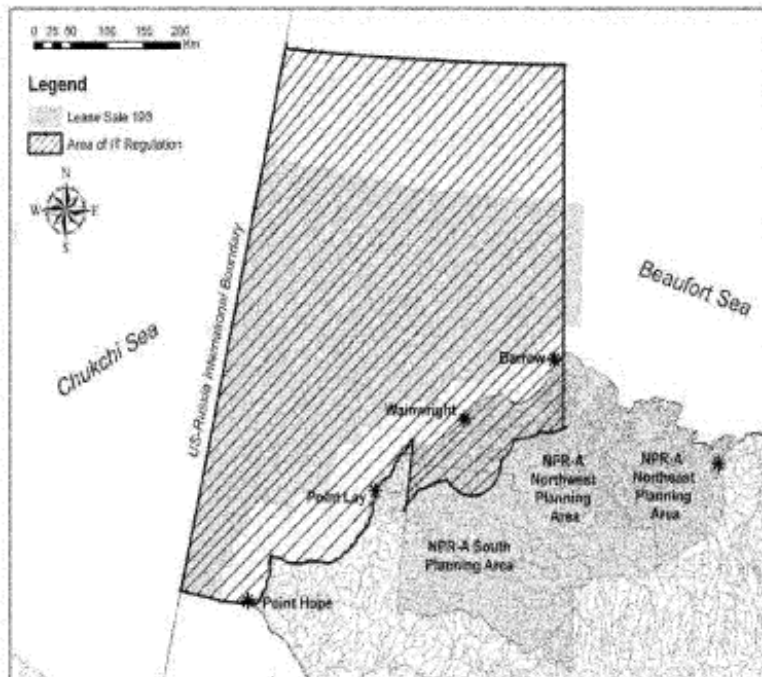 0 25 50 100 150 200
Km
Legend
Lease Sale 193
Area of IT Regulation
N
W E
S
US-Russia International Boundary
Chukchi Sea
Beaufort Sea
Barrow
Wainwright
Point Lay
NPR-A
Northwest
Planning
Area
NPR-A
Northeast
Planning
Area
NPR-A South
Planning Area
Point Hope